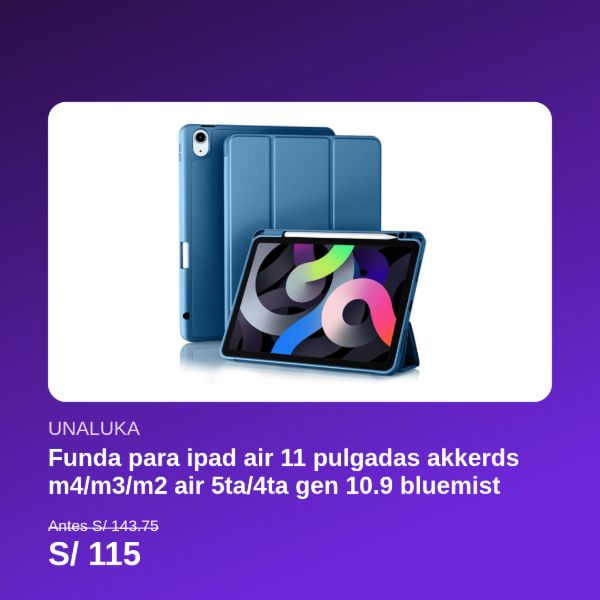 UNALUKA
Funda para ipad air 11 pulgadas akkerds
m4/m3/m2 air 5ta/4ta gen 10.9 bluemist
Antes S/ 143.75
S/ 115